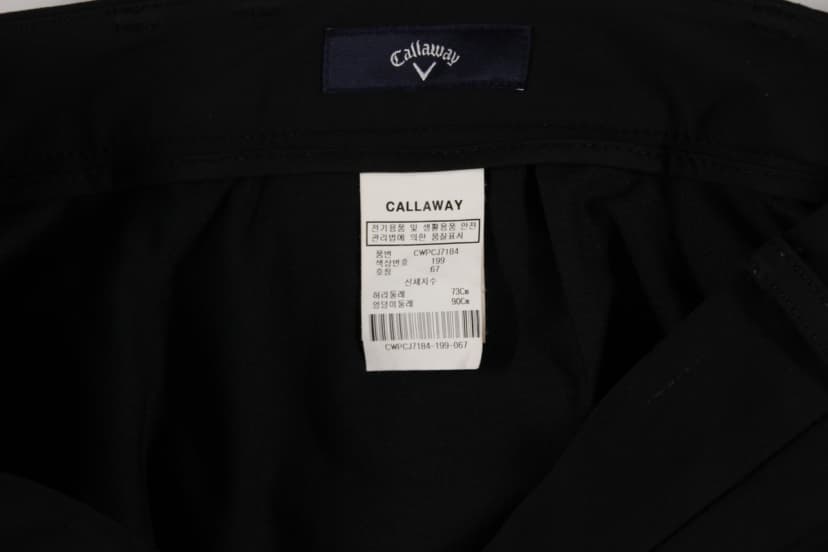 Callaway
CALLAWAY
전기용품 및 생활용품 안전
관리법에 의한 품질표시
품번 CWPCJ7184
색상번호 199
호칭 67
신체치수
허리둘레 73Cm
엉덩이둘레 90Cm
CWPCJ7184-199-067